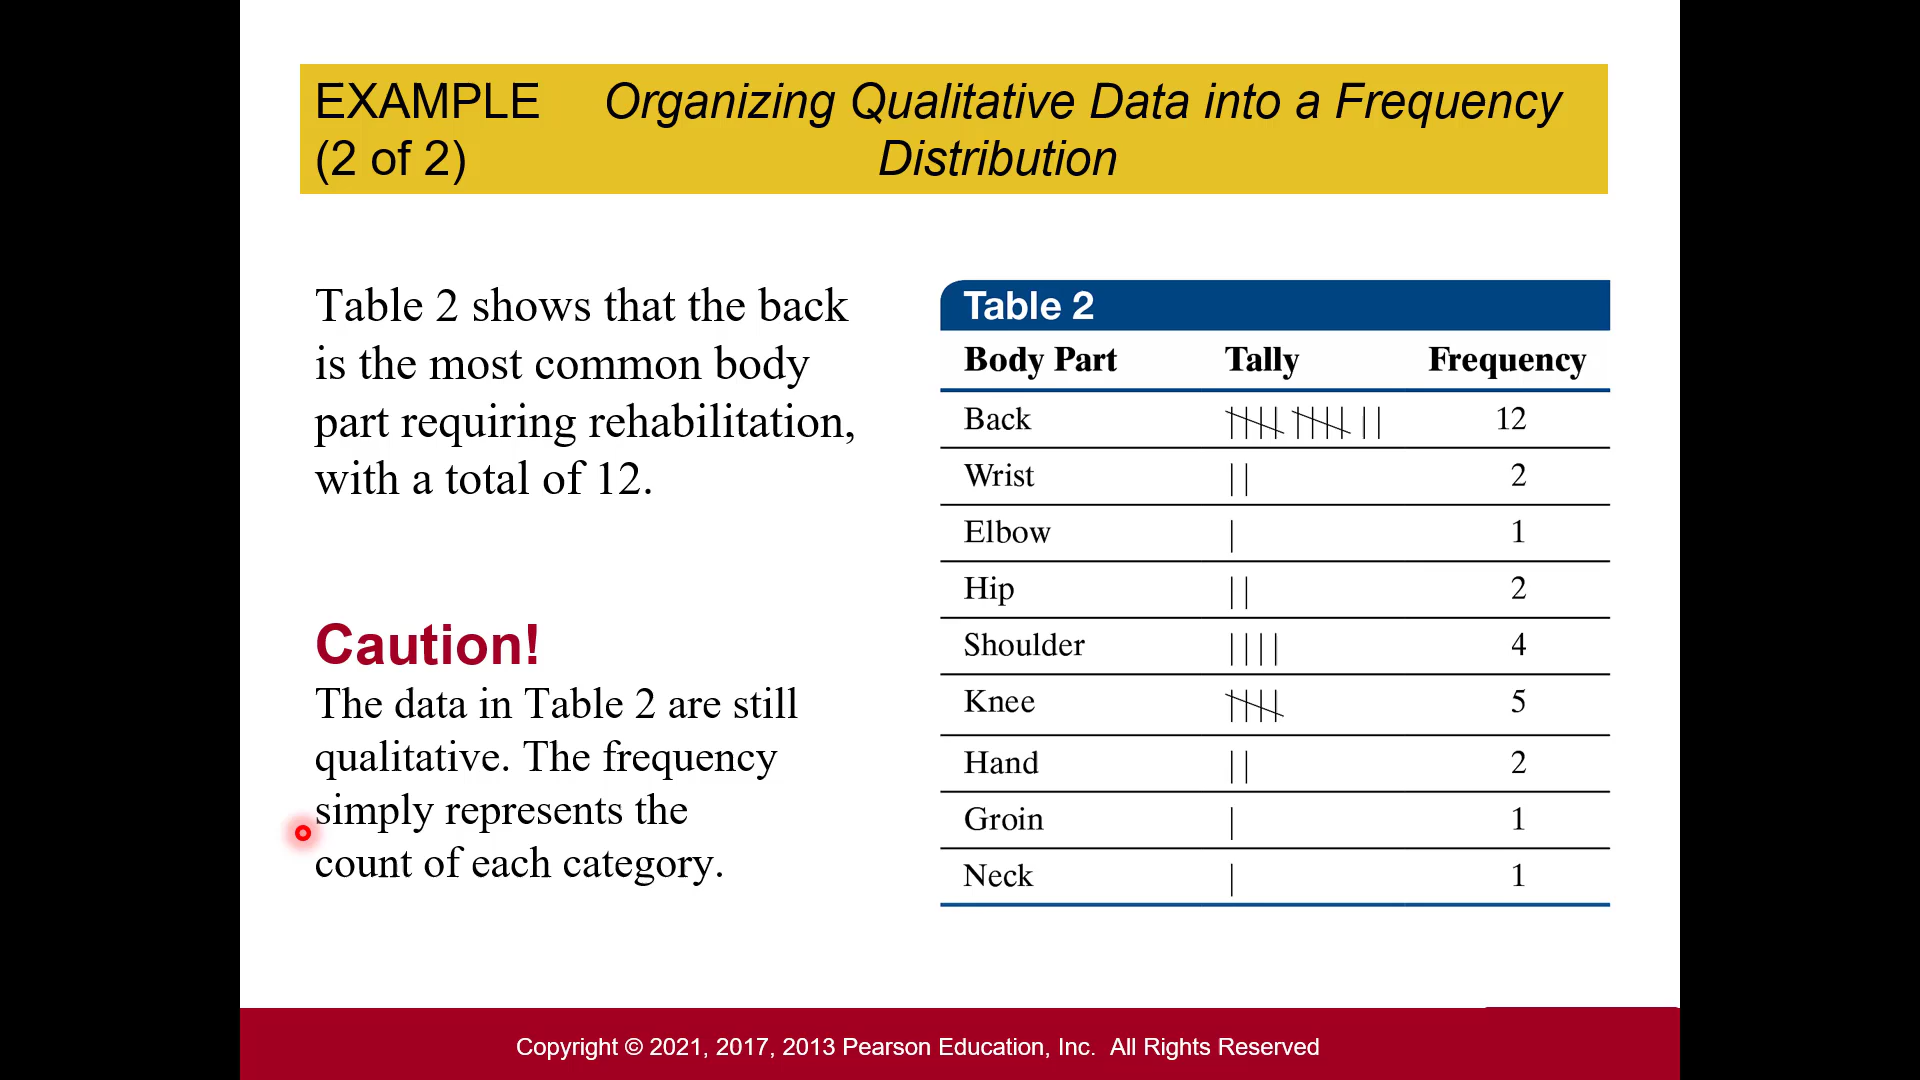 EXAMPLE Organizing Qualitative Data into a Frequency
(2 of 2) Distribution
Table 2 shows that the back
is the most common body
part requiring rehabilitation,
with a total of 12.
Caution!
The data in Table 2 are still
qualitative. The frequency
simply represents the
count of each category.
Table 2
Body Part Tally Frequency
Back 12
Wrist || 2
Elbow | 1
Hip || 2
Shoulder |||| 4
Knee 5
Hand || 2
Groin | 1
Neck | 1
Copyright © 2021, 2017, 2013 Pearson Education, Inc. All Rights Reserved